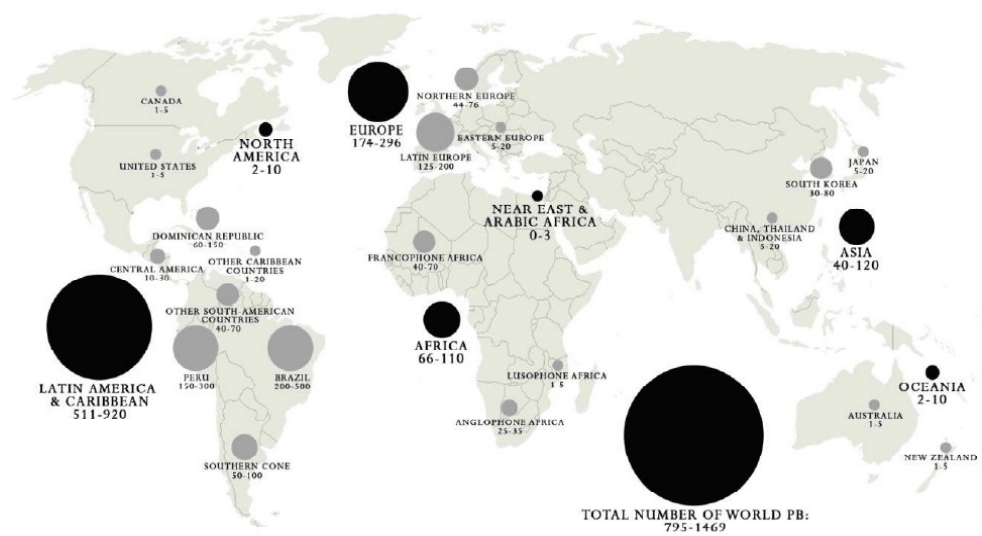 CANADA
1-5
NORTH
AMERICA
2-10
UNITED STATES
1-5
DOMINICAN REPUBLIC
60-150
CENTRAL AMERICA
10-30
OTHER CARIBBEAN
COUNTRIES
1-20
OTHER SOUTH-AMERICAN
COUNTRIES
40-70
LATIN AMERICA
& CARIBBEAN
511-920
PERU
150-300
BRAZIL
200-500
SOUTHERN CONE
50-100
EUROPE
174-296
NORTHERN EUROPE
44-76
EASTERN EUROPE
5-20
LATIN EUROPE
125-200
NEAR EAST &
ARABIC AFRICA
0-3
FRANCOPHONE AFRICA
40-70
AFRICA
66-110
LUSOPHONE AFRICA
1-5
ANGLOPHONE AFRICA
25-35
JAPAN
5-20
SOUTH KOREA
30-80
CHINA, THAILAND
& INDONESIA
5-20
ASIA
40-120
OCEANIA
2-10
AUSTRALIA
1-5
NEW ZEALAND
1-5
TOTAL NUMBER OF WORLD PB:
795-1469